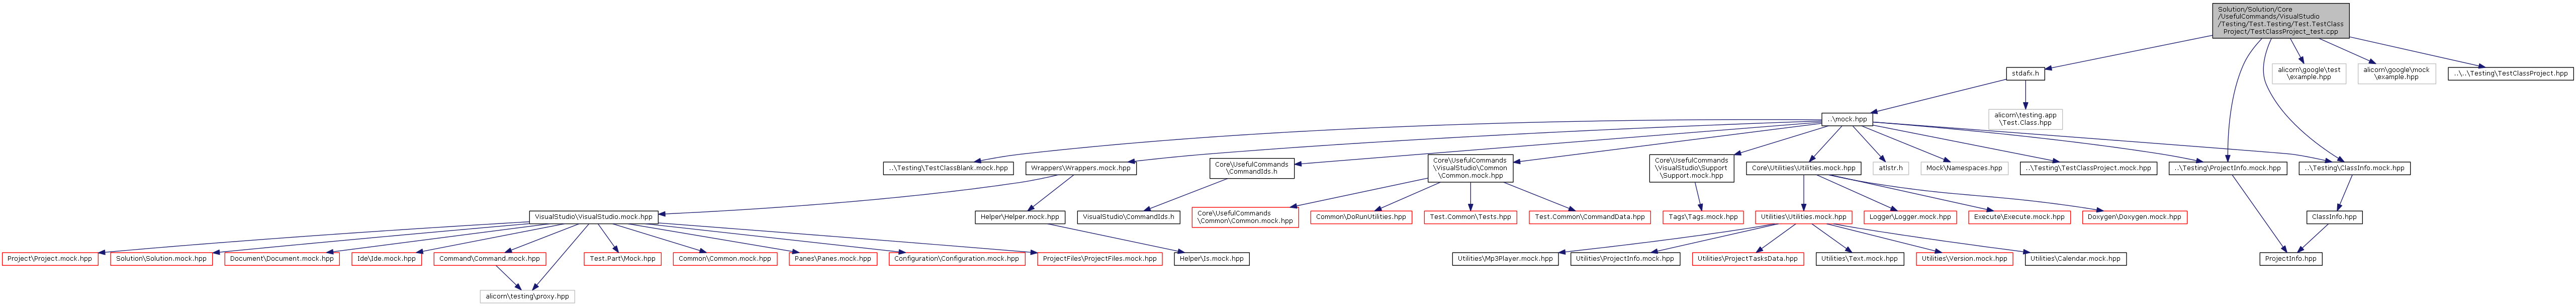 Solution/Solution/Core
/UsefulCommands/VisualStudio
/Testing/Test.Testing/Test.TestClass
Project/TestClassProject_test.cpp
stdafx.h
alicorn\google\test
\example.hpp
alicorn\google\mock
\example.hpp
..\..\Testing\TestClassProject.hpp
..\mock.hpp
alicorn\testing.app
\Test.Class.hpp
..\Testing\TestClassBlank.mock.hpp
Wrappers\Wrappers.mock.hpp
Core\UsefulCommands
\CommandIds.h
Core\UsefulCommands
\VisualStudio\Common
\Common.mock.hpp
Core\UsefulCommands
\VisualStudio\Support
\Support.mock.hpp
Core\Utilities\Utilities.mock.hpp
atlstr.h
Mock\Namespaces.hpp
..\Testing\TestClassProject.mock.hpp
..\Testing\ProjectInfo.mock.hpp
..\Testing\ClassInfo.mock.hpp
VisualStudio\VisualStudio.mock.hpp
Helper\Helper.mock.hpp
VisualStudio\CommandIds.h
Core\UsefulCommands
\Common\Common.mock.hpp
Common\DoRunUtilities.hpp
Test.Common\Tests.hpp
Test.Common\CommandData.hpp
Tags\Tags.mock.hpp
Utilities\Utilities.mock.hpp
Logger\Logger.mock.hpp
Execute\Execute.mock.hpp
Doxygen\Doxygen.mock.hpp
ClassInfo.hpp
Project\Project.mock.hpp
Solution\Solution.mock.hpp
Document\Document.mock.hpp
Ide\Ide.mock.hpp
Command\Command.mock.hpp
Test.Part\Mock.hpp
Common\Common.mock.hpp
Panes\Panes.mock.hpp
Configuration\Configuration.mock.hpp
ProjectFiles\ProjectFiles.mock.hpp
Helper\Is.mock.hpp
Utilities\Mp3Player.mock.hpp
Utilities\ProjectInfo.mock.hpp
Utilities\ProjectTasksData.hpp
Utilities\Text.mock.hpp
Utilities\Version.mock.hpp
Utilities\Calendar.mock.hpp
ProjectInfo.hpp
alicorn\testing\proxy.hpp